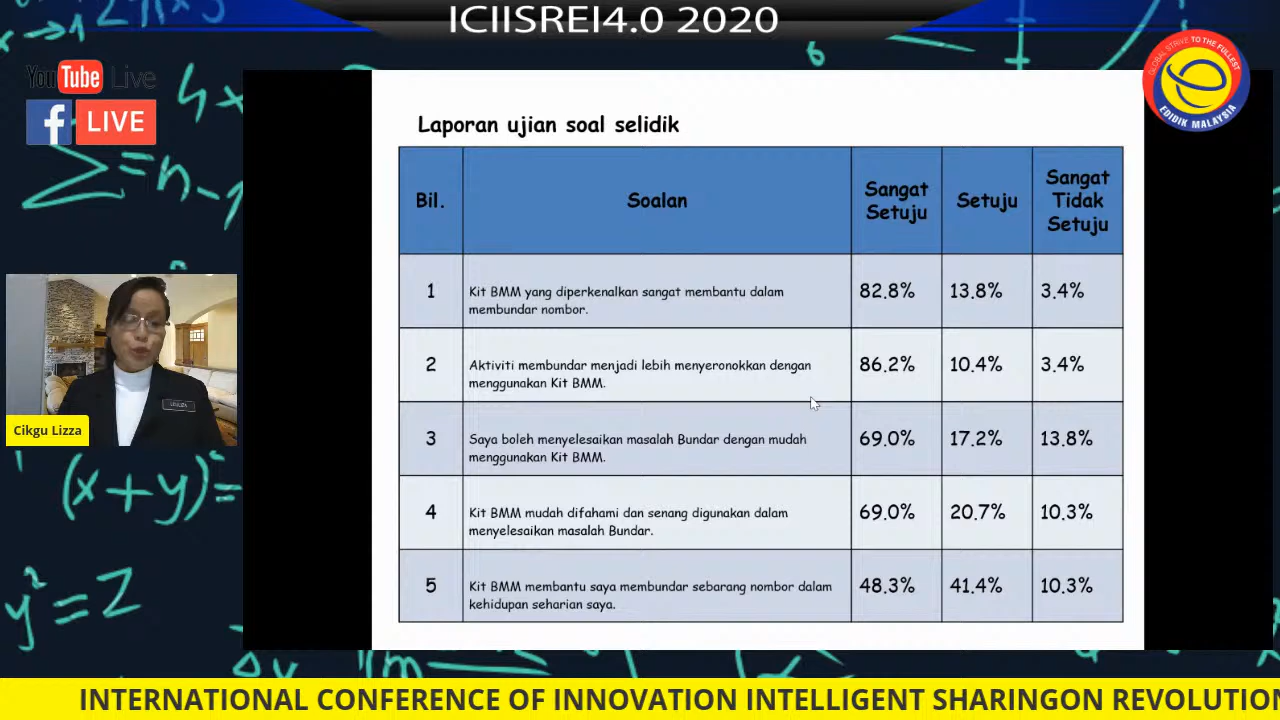 ICIISREI4.0 2020
YouTube Live
f LIVE
GLOBAL STRIKE TO THE FULLEST
EDIDIK MALAYSIA
Laporan ujian soal selidik
Bil. Soalan Sangat Setuju Setuju Sangat Tidak Setuju
1 Kit BMM yang diperkenalkan sangat membantu dalam 82.8% 13.8% 3.4%
membundar nombor.
2 Aktiviti membundar menjadi lebih menyeronokkan dengan 86.2% 10.4% 3.4%
menggunakan Kit BMM.
3 Saya boleh menyelesaikan masalah Bundar dengan mudah 69.0% 17.2% 13.8%
menggunakan Kit BMM.
4 Kit BMM mudah difahami dan senang digunakan dalam 69.0% 20.7% 10.3%
menyelesaikan masalah Bundar.
5 Kit BMM membantu saya membundar sebarang nombor dalam 48.3% 41.4% 10.3%
kehidupan seharian saya.
Cikgu Lizza
(x+y)
y²=z
INTERNATIONAL CONFERENCE OF INNOVATION INTELLIGENT SHARINGON REVOLUTION